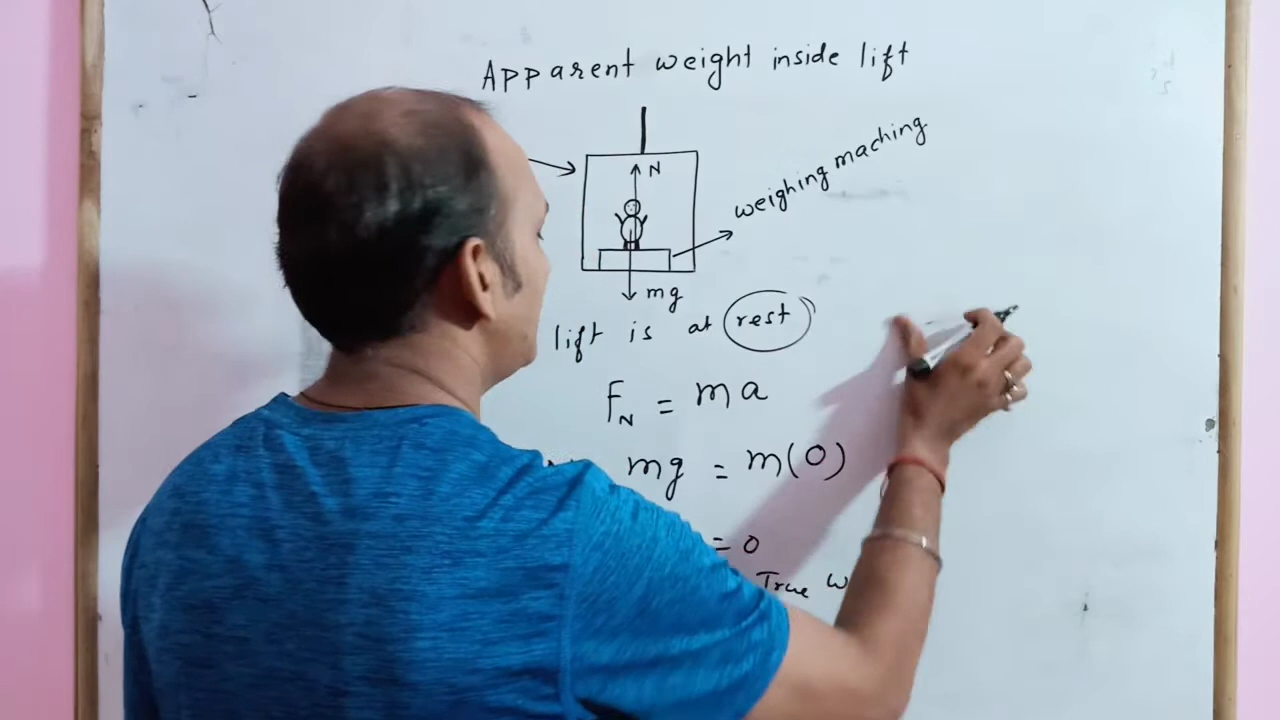 Apparent weight inside lift
N
weighing maching
mg
lift is at rest
F_N = ma
mg = m(0)
= 0
True